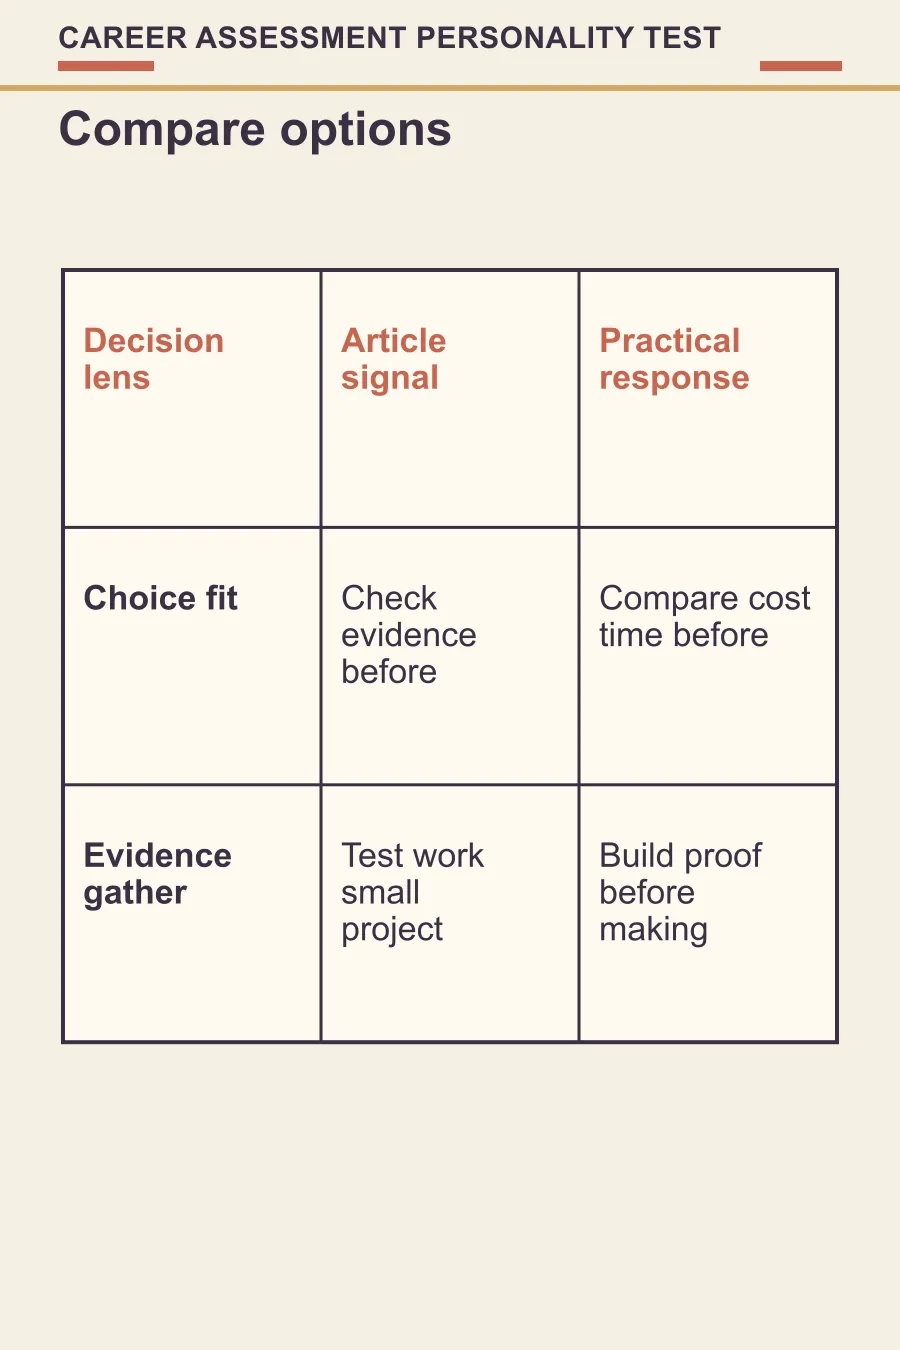 CAREER ASSESSMENT PERSONALITY TEST
Compare options
Decision
lens
Article
signal
Practical
response
Choice fit
Check
evidence
before
Compare cost
time before
Evidence
gather
Test work
small
project
Build proof
before
making